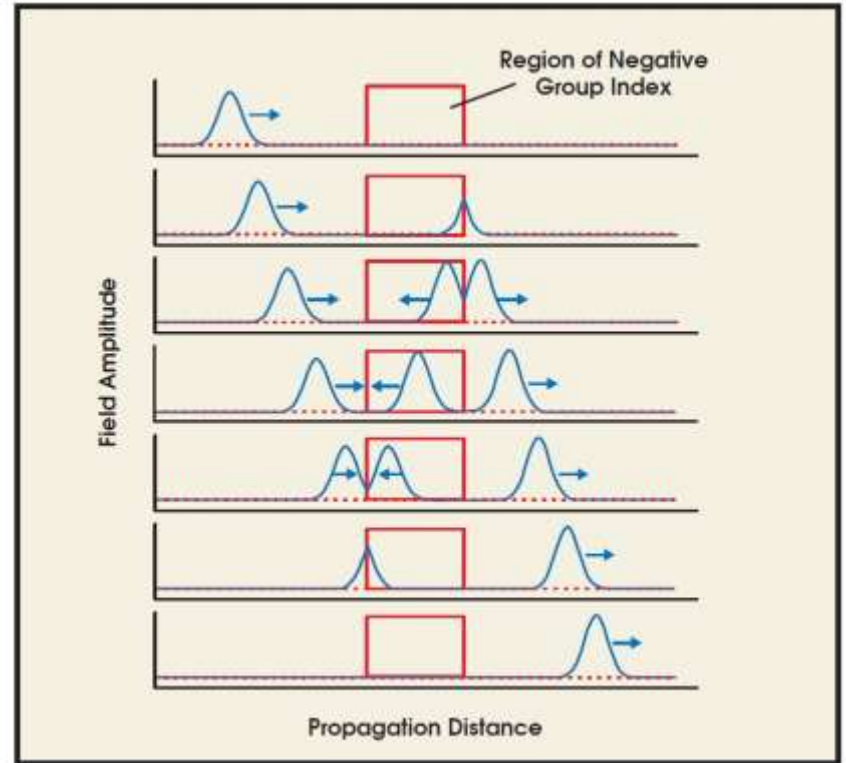 Region of Negative
Group Index
Field Amplitude
Propagation Distance